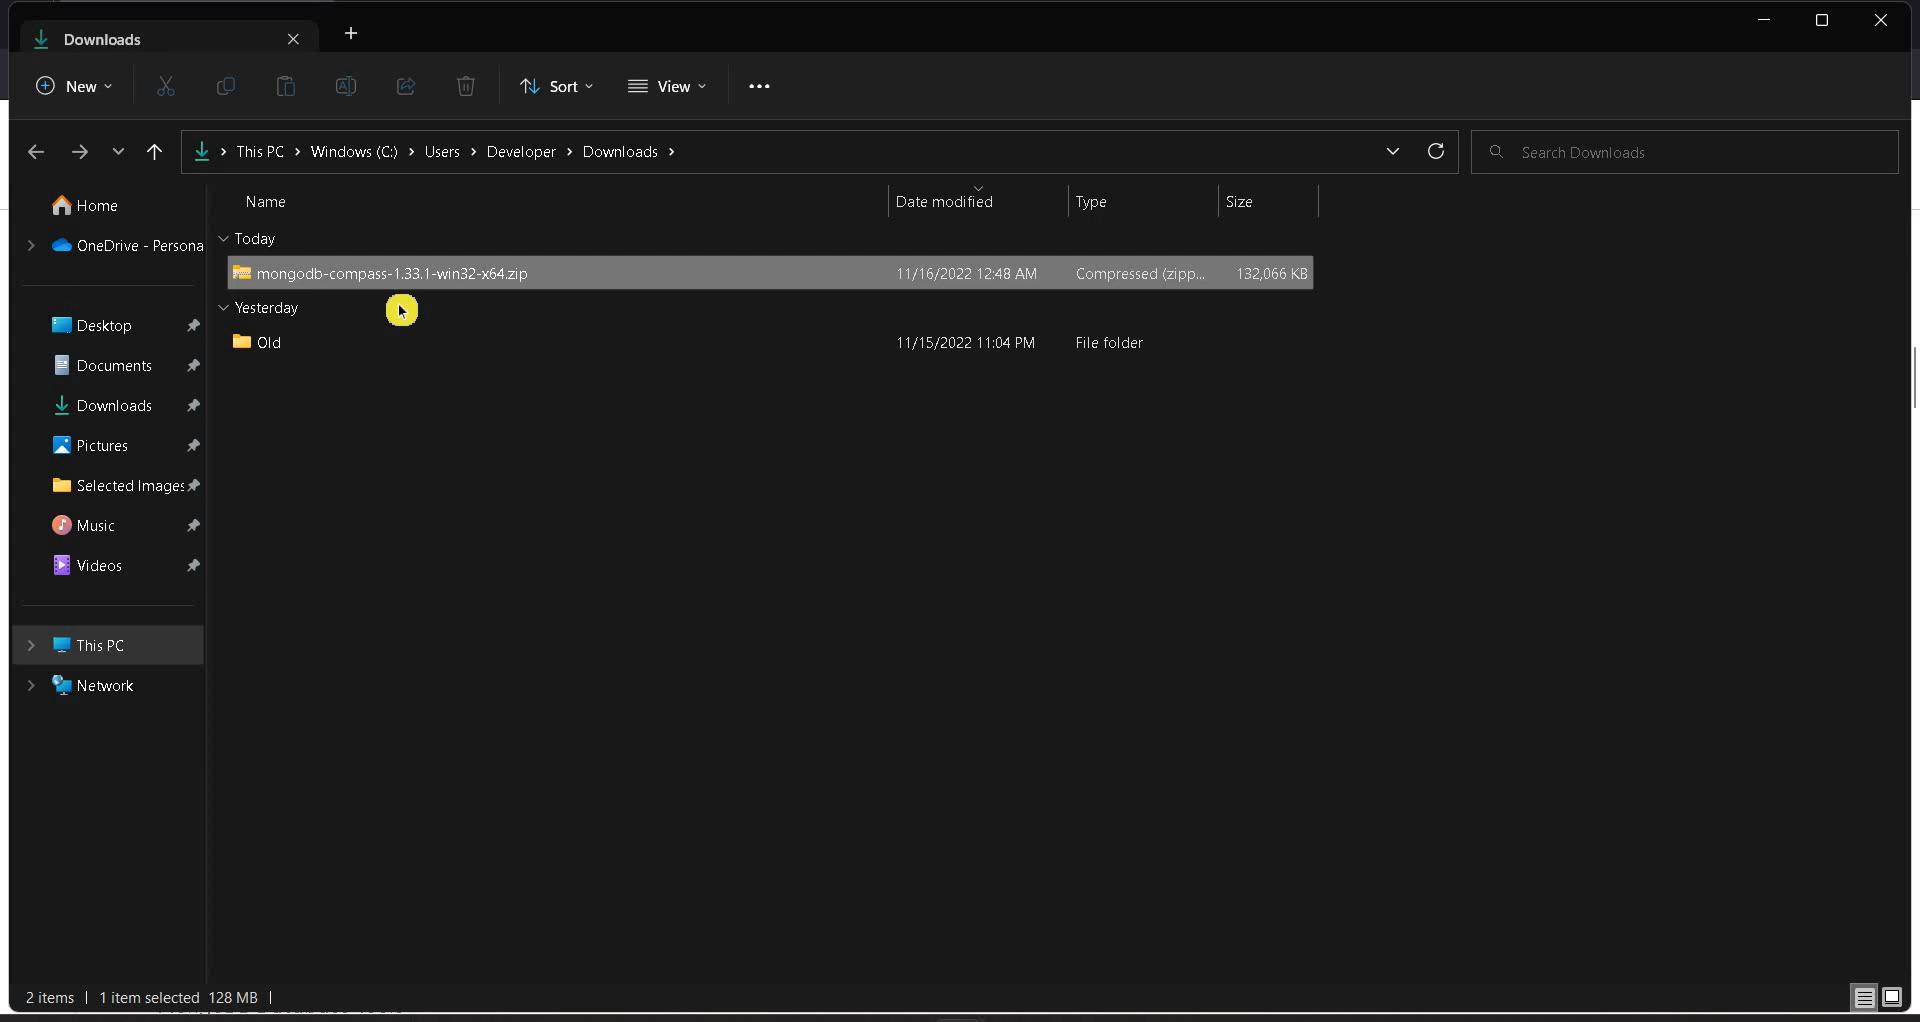 Downloads
New
Sort
View
This PC
Windows (C:)
Users
Developer
Downloads
Search Downloads
Home
OneDrive - Persona
Desktop
Documents
Downloads
Pictures
Selected Images
Music
Videos
This PC
Network
Name
Date modified
Type
Size
Today
mongodb-compass-1.33.1-win32-x64.zip 11/16/2022 12:48 AM Compressed (zipp... 132,066 KB
Yesterday
Old 11/15/2022 11:04 PM File folder
2 items 1 item selected 128 MB